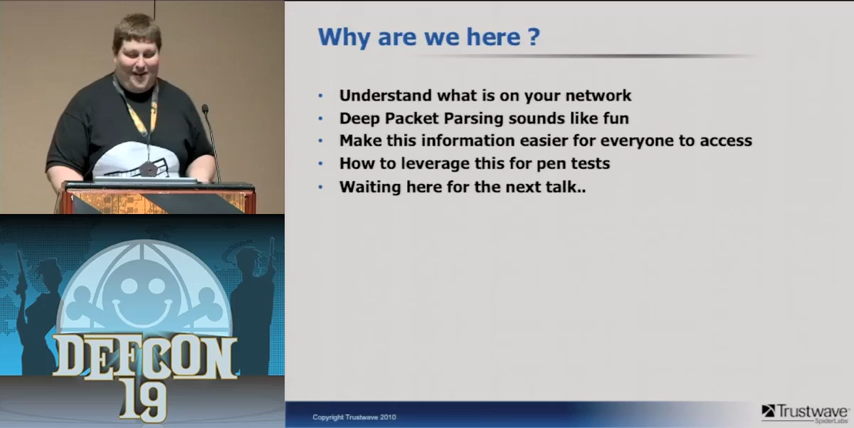 Why are we here ?
• Understand what is on your network
• Deep Packet Parsing sounds like fun
• Make this information easier for everyone to access
• How to leverage this for pen tests
• Waiting here for the next talk..
DEFCON
19
Copyright Trustwave 2010
Trustwave®
SpiderLabs